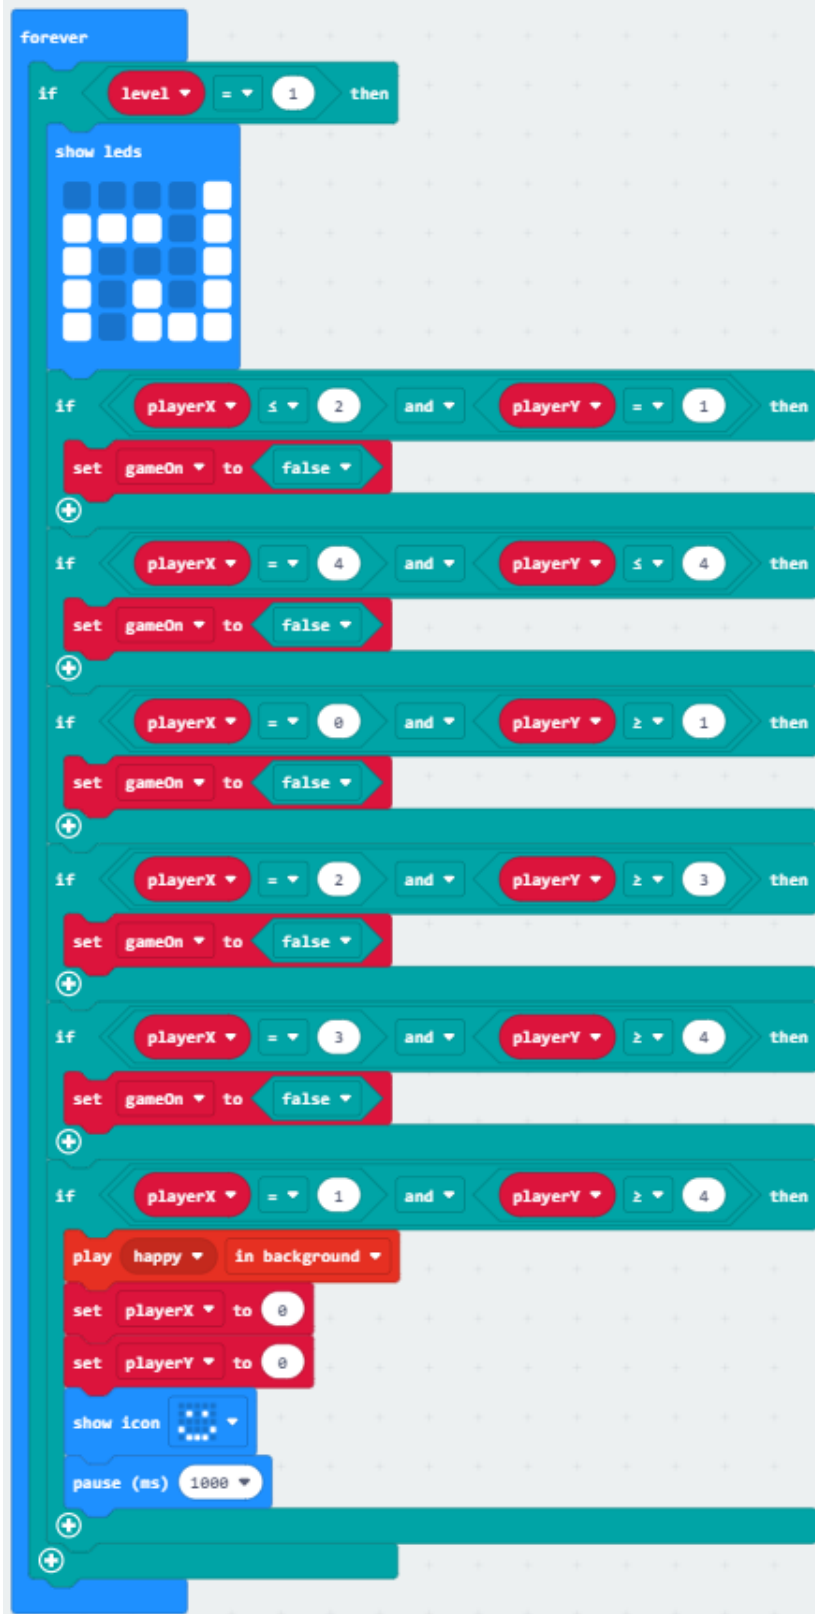 forever
if level = 1 then
show leds
if playerX ≤ 2 and playerY = 1 then
set gameOn to false
if playerX = 4 and playerY ≤ 4 then
set gameOn to false
if playerX = 0 and playerY ≥ 1 then
set gameOn to false
if playerX = 2 and playerY ≥ 3 then
set gameOn to false
if playerX = 3 and playerY ≥ 4 then
set gameOn to false
if playerX = 1 and playerY ≥ 4 then
play happy in background
set playerX to 0
set playerY to 0
show icon
pause (ms) 1000